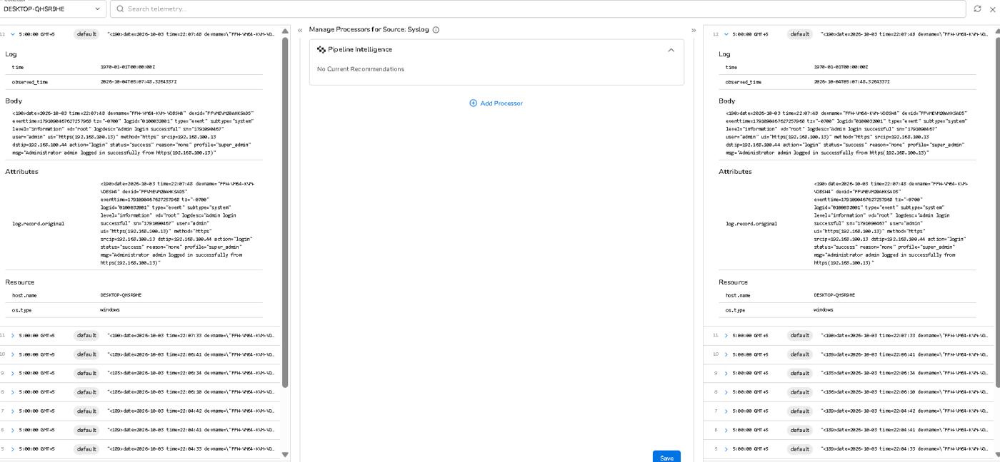 DESKTOP-QHSR9HE
Search telemetry...
12 5:00:00 GMT+5 default "<190>date=2026-10-03 time=22:07:48 devname=\"FFW-VM64-KVM-VO...
Log
time 1970-01-01T00:00:00Z
observed_time 2026-10-04T05:07:48.3264337Z
Body
<190>date=2026-10-03 time=22:07:48 devname="FFW-VM64-KVM-VOBSW4" devid="FFVMEVM20AHKSAD5"
eventtime=1791090467627257968 tz="-0700" logid="0100032001" type="event" subtype="system"
level="information" vd="root" logdesc="Admin login successful" sn="1791090467"
user="admin" ui="https(192.168.100.13)" method="https" srcip=192.168.100.13
dstip=192.168.100.44 action="login" status="success" reason="none" profile="super_admin"
msg="Administrator admin logged in successfully from https(192.168.100.13)"
Attributes
log.record.original
<190>date=2026-10-03 time=22:07:48 devname="FFW-VM64-KVM-
VOBSW4" devid="FFVMEVM20AHKSAD5"
eventtime=1791090467627257968 tz="-0700"
logid="0100032001" type="event" subtype="system"
level="information" vd="root" logdesc="Admin login
successful" sn="1791090467" user="admin"
ui="https(192.168.100.13)" method="https"
srcip=192.168.100.13 dstip=192.168.100.44 action="login"
status="success" reason="none" profile="super_admin"
msg="Administrator admin logged in successfully from
https(192.168.100.13)"
Resource
host.name DESKTOP-QHSR9HE
os.type windows
11 5:00:00 GMT+5 default "<190>date=2026-10-03 time=22:07:33 devname=\"FFW-VM64-KVM-VO...
10 5:00:00 GMT+5 default "<189>date=2026-10-03 time=22:06:41 devname=\"FFW-VM64-KVM-VO...
9 5:00:00 GMT+5 default "<185>date=2026-10-03 time=22:06:34 devname=\"FFW-VM64-KVM-VO...
8 5:00:00 GMT+5 default "<186>date=2026-10-03 time=22:06:10 devname=\"FFW-VM64-KVM-VO...
7 5:00:00 GMT+5 default "<189>date=2026-10-03 time=22:04:42 devname=\"FFW-VM64-KVM-VO...
6 5:00:00 GMT+5 default "<189>date=2026-10-03 time=22:04:41 devname=\"FFW-VM64-KVM-VO...
5 5:00:00 GMT+5 default "<189>date=2026-10-03 time=22:04:33 devname=\"FFW-VM64-KVM-VO...
Manage Processors for Source: Syslog
Pipeline Intelligence
No Current Recommendations
Add Processor
Save
12 5:00:00 GMT+5 default "<190>date=2026-10-03 time=22:07:48 devname=\"FFW-VM64-KVM-VO...
Log
time 1970-01-01T00:00:00Z
observed_time 2026-10-04T05:07:48.3264337Z
Body
<190>date=2026-10-03 time=22:07:48 devname="FFW-VM64-KVM-VOBSW4" devid="FFVMEVM20AHKSAD5"
eventtime=1791090467627257968 tz="-0700" logid="0100032001" type="event" subtype="system"
level="information" vd="root" logdesc="Admin login successful" sn="1791090467"
user="admin" ui="https(192.168.100.13)" method="https" srcip=192.168.100.13
dstip=192.168.100.44 action="login" status="success" reason="none" profile="super_admin"
msg="Administrator admin logged in successfully from https(192.168.100.13)"
Attributes
log.record.original
<190>date=2026-10-03 time=22:07:48 devname="FFW-VM64-KVM-
VOBSW4" devid="FFVMEVM20AHKSAD5"
eventtime=1791090467627257968 tz="-0700"
logid="0100032001" type="event" subtype="system"
level="information" vd="root" logdesc="Admin login
successful" sn="1791090467" user="admin"
ui="https(192.168.100.13)" method="https"
srcip=192.168.100.13 dstip=192.168.100.44 action="login"
status="success" reason="none" profile="super_admin"
msg="Administrator admin logged in successfully from
https(192.168.100.13)"
Resource
host.name DESKTOP-QHSR9HE
os.type windows
11 5:00:00 GMT+5 default "<190>date=2026-10-03 time=22:07:33 devname=\"FFW-VM64-KVM-VO...
10 5:00:00 GMT+5 default "<189>date=2026-10-03 time=22:06:41 devname=\"FFW-VM64-KVM-VO...
9 5:00:00 GMT+5 default "<185>date=2026-10-03 time=22:06:34 devname=\"FFW-VM64-KVM-VO...
8 5:00:00 GMT+5 default "<186>date=2026-10-03 time=22:06:10 devname=\"FFW-VM64-KVM-VO...
7 5:00:00 GMT+5 default "<189>date=2026-10-03 time=22:04:42 devname=\"FFW-VM64-KVM-VO...
6 5:00:00 GMT+5 default "<189>date=2026-10-03 time=22:04:41 devname=\"FFW-VM64-KVM-VO...
5 5:00:00 GMT+5 default "<189>date=2026-10-03 time=22:04:33 devname=\"FFW-VM64-KVM-VO...